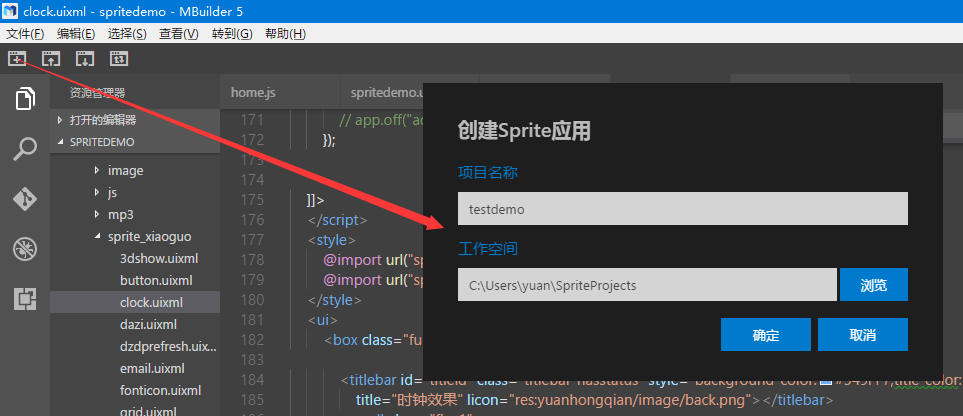 clock.uixml - spritedemo - MBuilder 5
文件(F) 编辑(E) 选择(S) 查看(V) 转到(G) 帮助(H)
资源管理器
打开的编辑器
SPRITEDEMO
image
js
mp3
sprite_xiaoguo
3dshow.uixml
button.uixml
clock.uixml
dazi.uixml
dzdprefresh.uix...
email.uixml
fonticon.uixml
grid.uixml
home.js spritedemo.u
171 // app.off("ac
172 });
173
174
175 ]]>
176 </script>
177 <style>
178 @import url("sp
179 @import url("sp
180 </style>
181 <ui>
182 <box class="fu
183
184 <titlebar id="titleid" class="titlebar hasstatus" style="background-color:
title="时钟效果" licon="res:yuanhongqian/image/back.png"></titlebar>
创建Sprite应用
项目名称
testdemo
工作空间
C:\Users\yuan\SpriteProjects
浏览
确定 取消